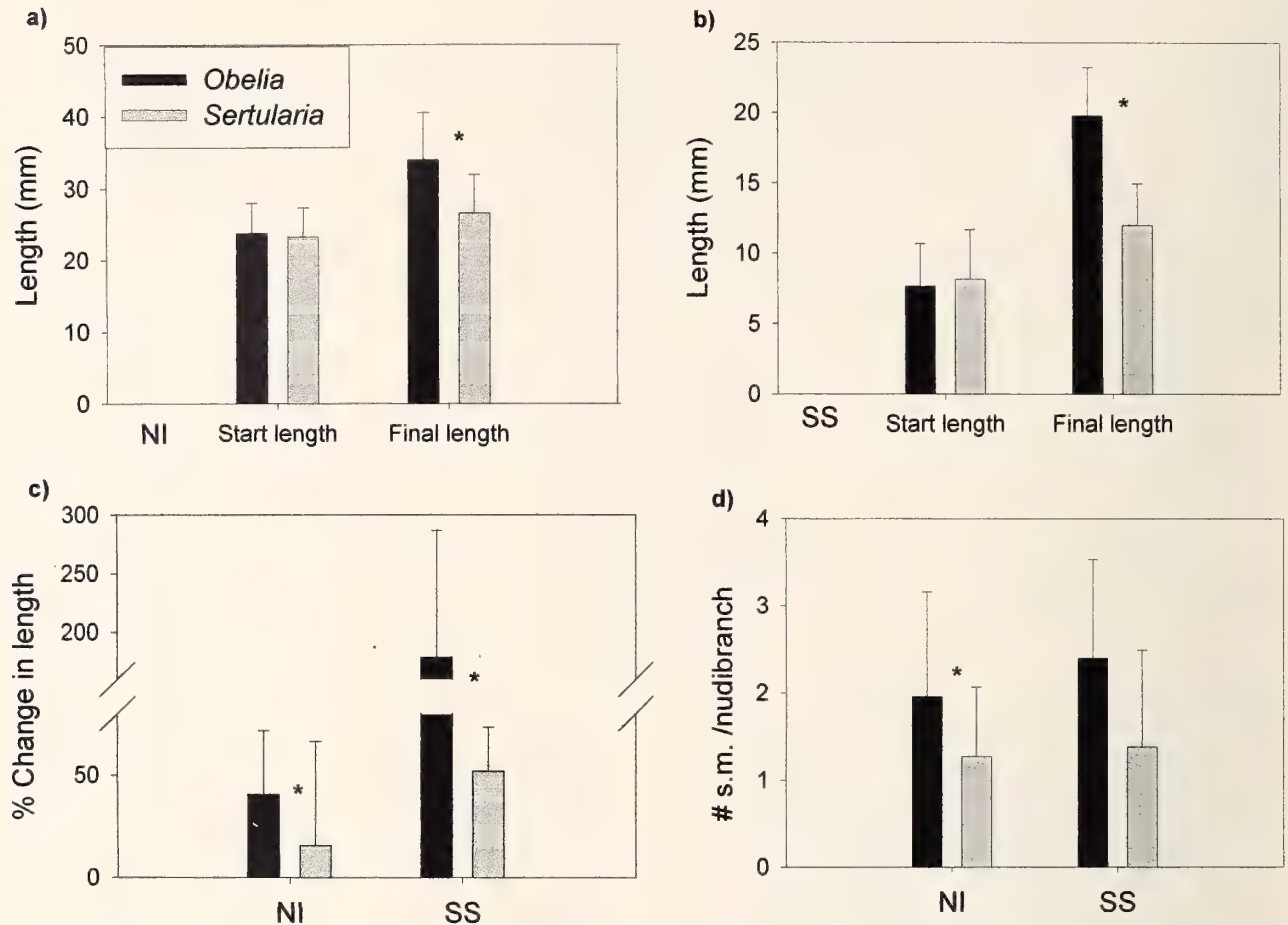 a)
50
40
30
20
10
0
Length (mm)
Obelia
Sertularia
*
NI Start length Final length
b)
25
20
15
10
5
0
Length (mm)
*
SS Start length Final length
c)
300
250
200
50
0
% Change in length
*
*
NI SS
d)
4
3
2
1
0
# s.m. /nudibranch
*
NI SS